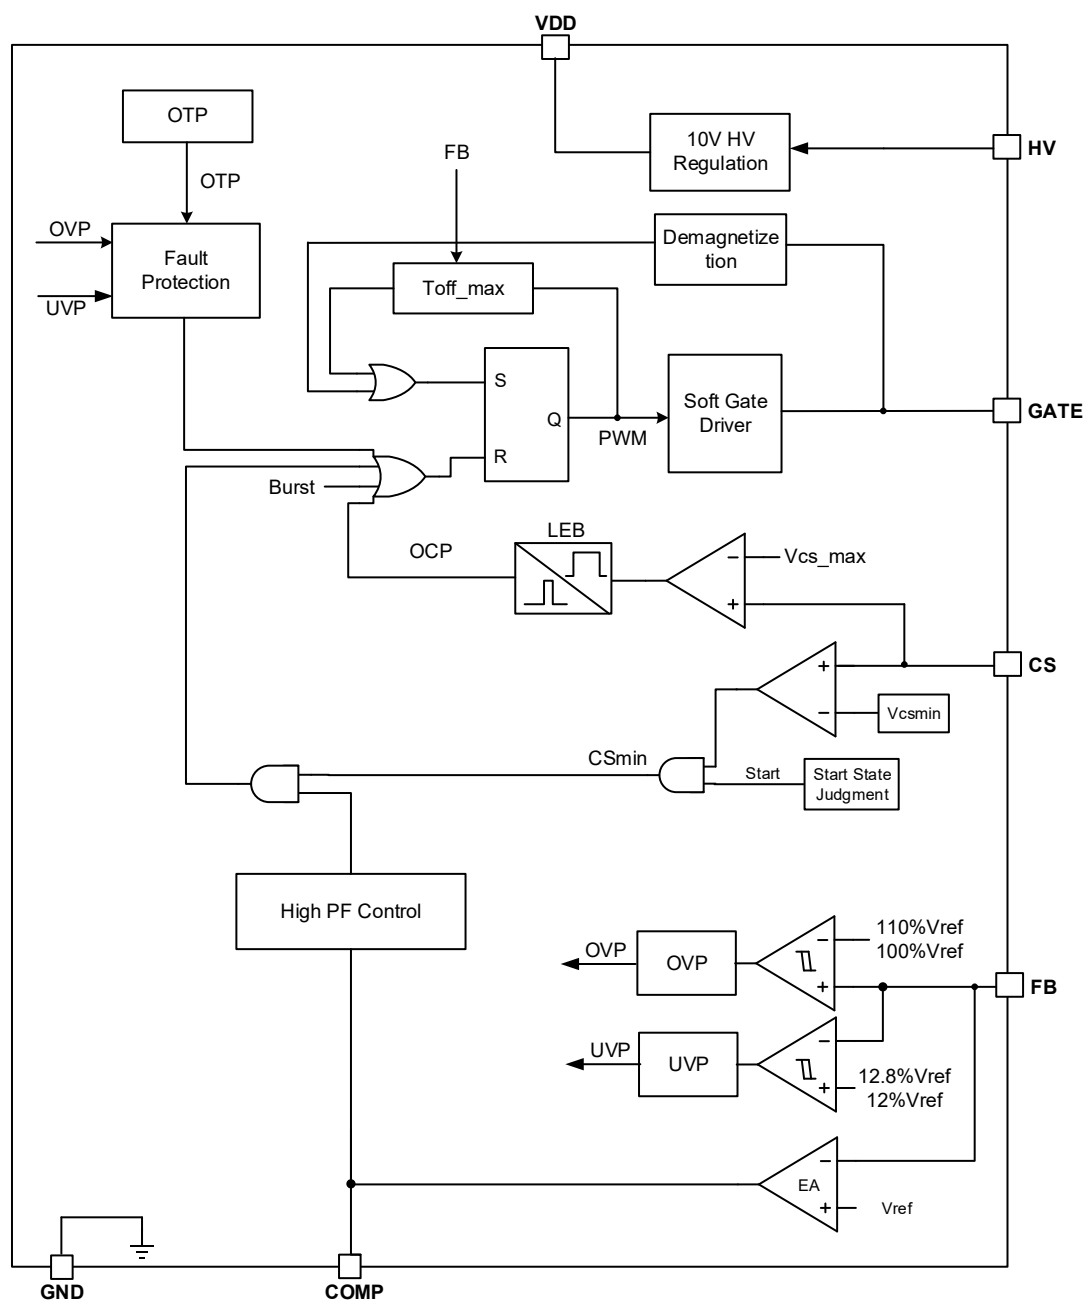 VDD
OTP
10V HV
Regulation
HV
FB
OTP
OVP
Fault
Protection
UVP
Demagnetize
tion
Toff_max
S
Q
R
PWM
Soft Gate
Driver
GATE
Burst
OCP
LEB
Vcs_max
−
+
CS
+
−
Vcsmin
CSmin
Start
Start State
Judgment
High PF Control
OVP
OVP
−
+
110%Vref
100%Vref
FB
UVP
UVP
−
+
12.8%Vref
12%Vref
EA
−
+
Vref
GND
COMP